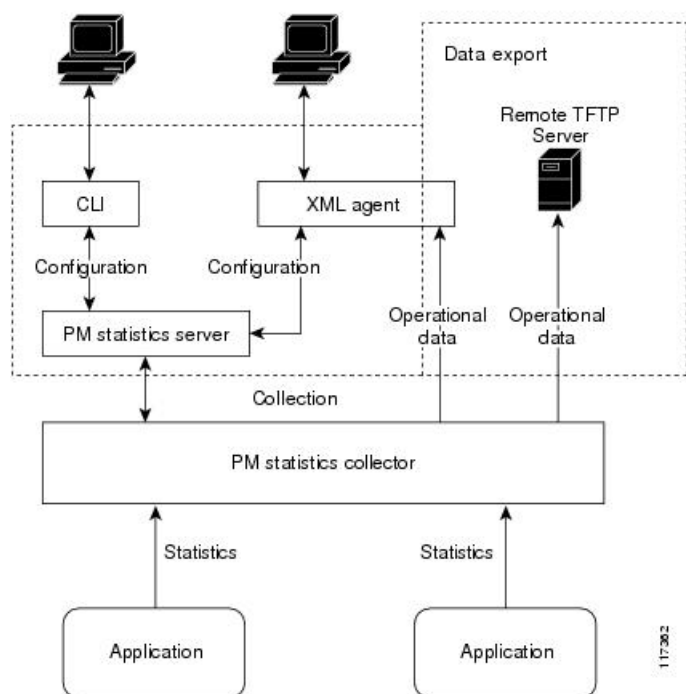 Data export
Remote TFTP
Server
CLI
XML agent
Configuration
Configuration
PM statistics server
Operational
data
Operational
data
Collection
PM statistics collector
Statistics
Statistics
Application
Application
117362